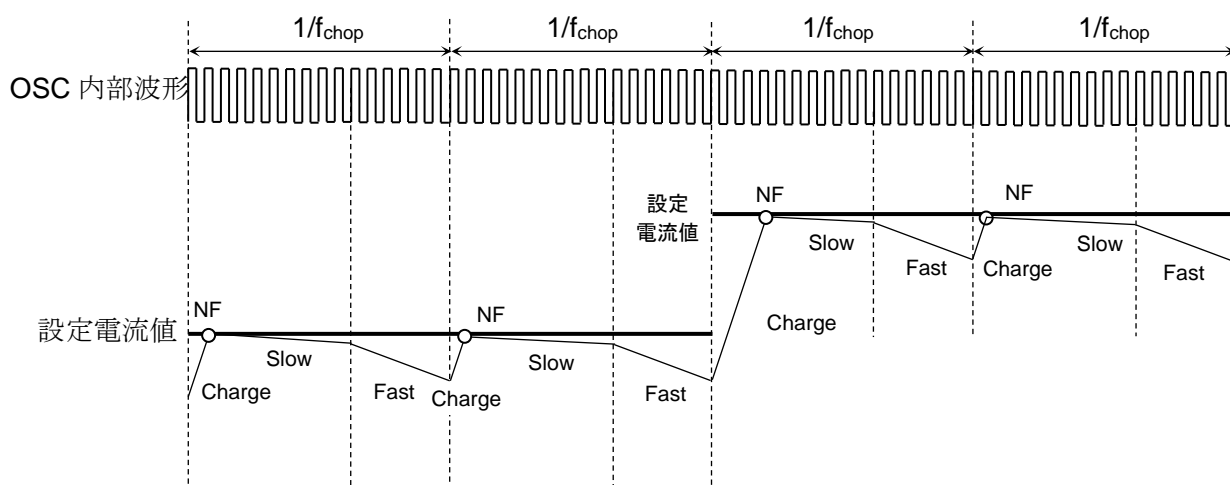 1/fchop
1/fchop
1/fchop
1/fchop
OSC 内部波形
設定
電流値
NF
NF
Slow
Slow
Fast
Charge
Fast
Charge
設定電流値
NF
NF
Slow
Slow
Charge
Fast
Charge
Fast